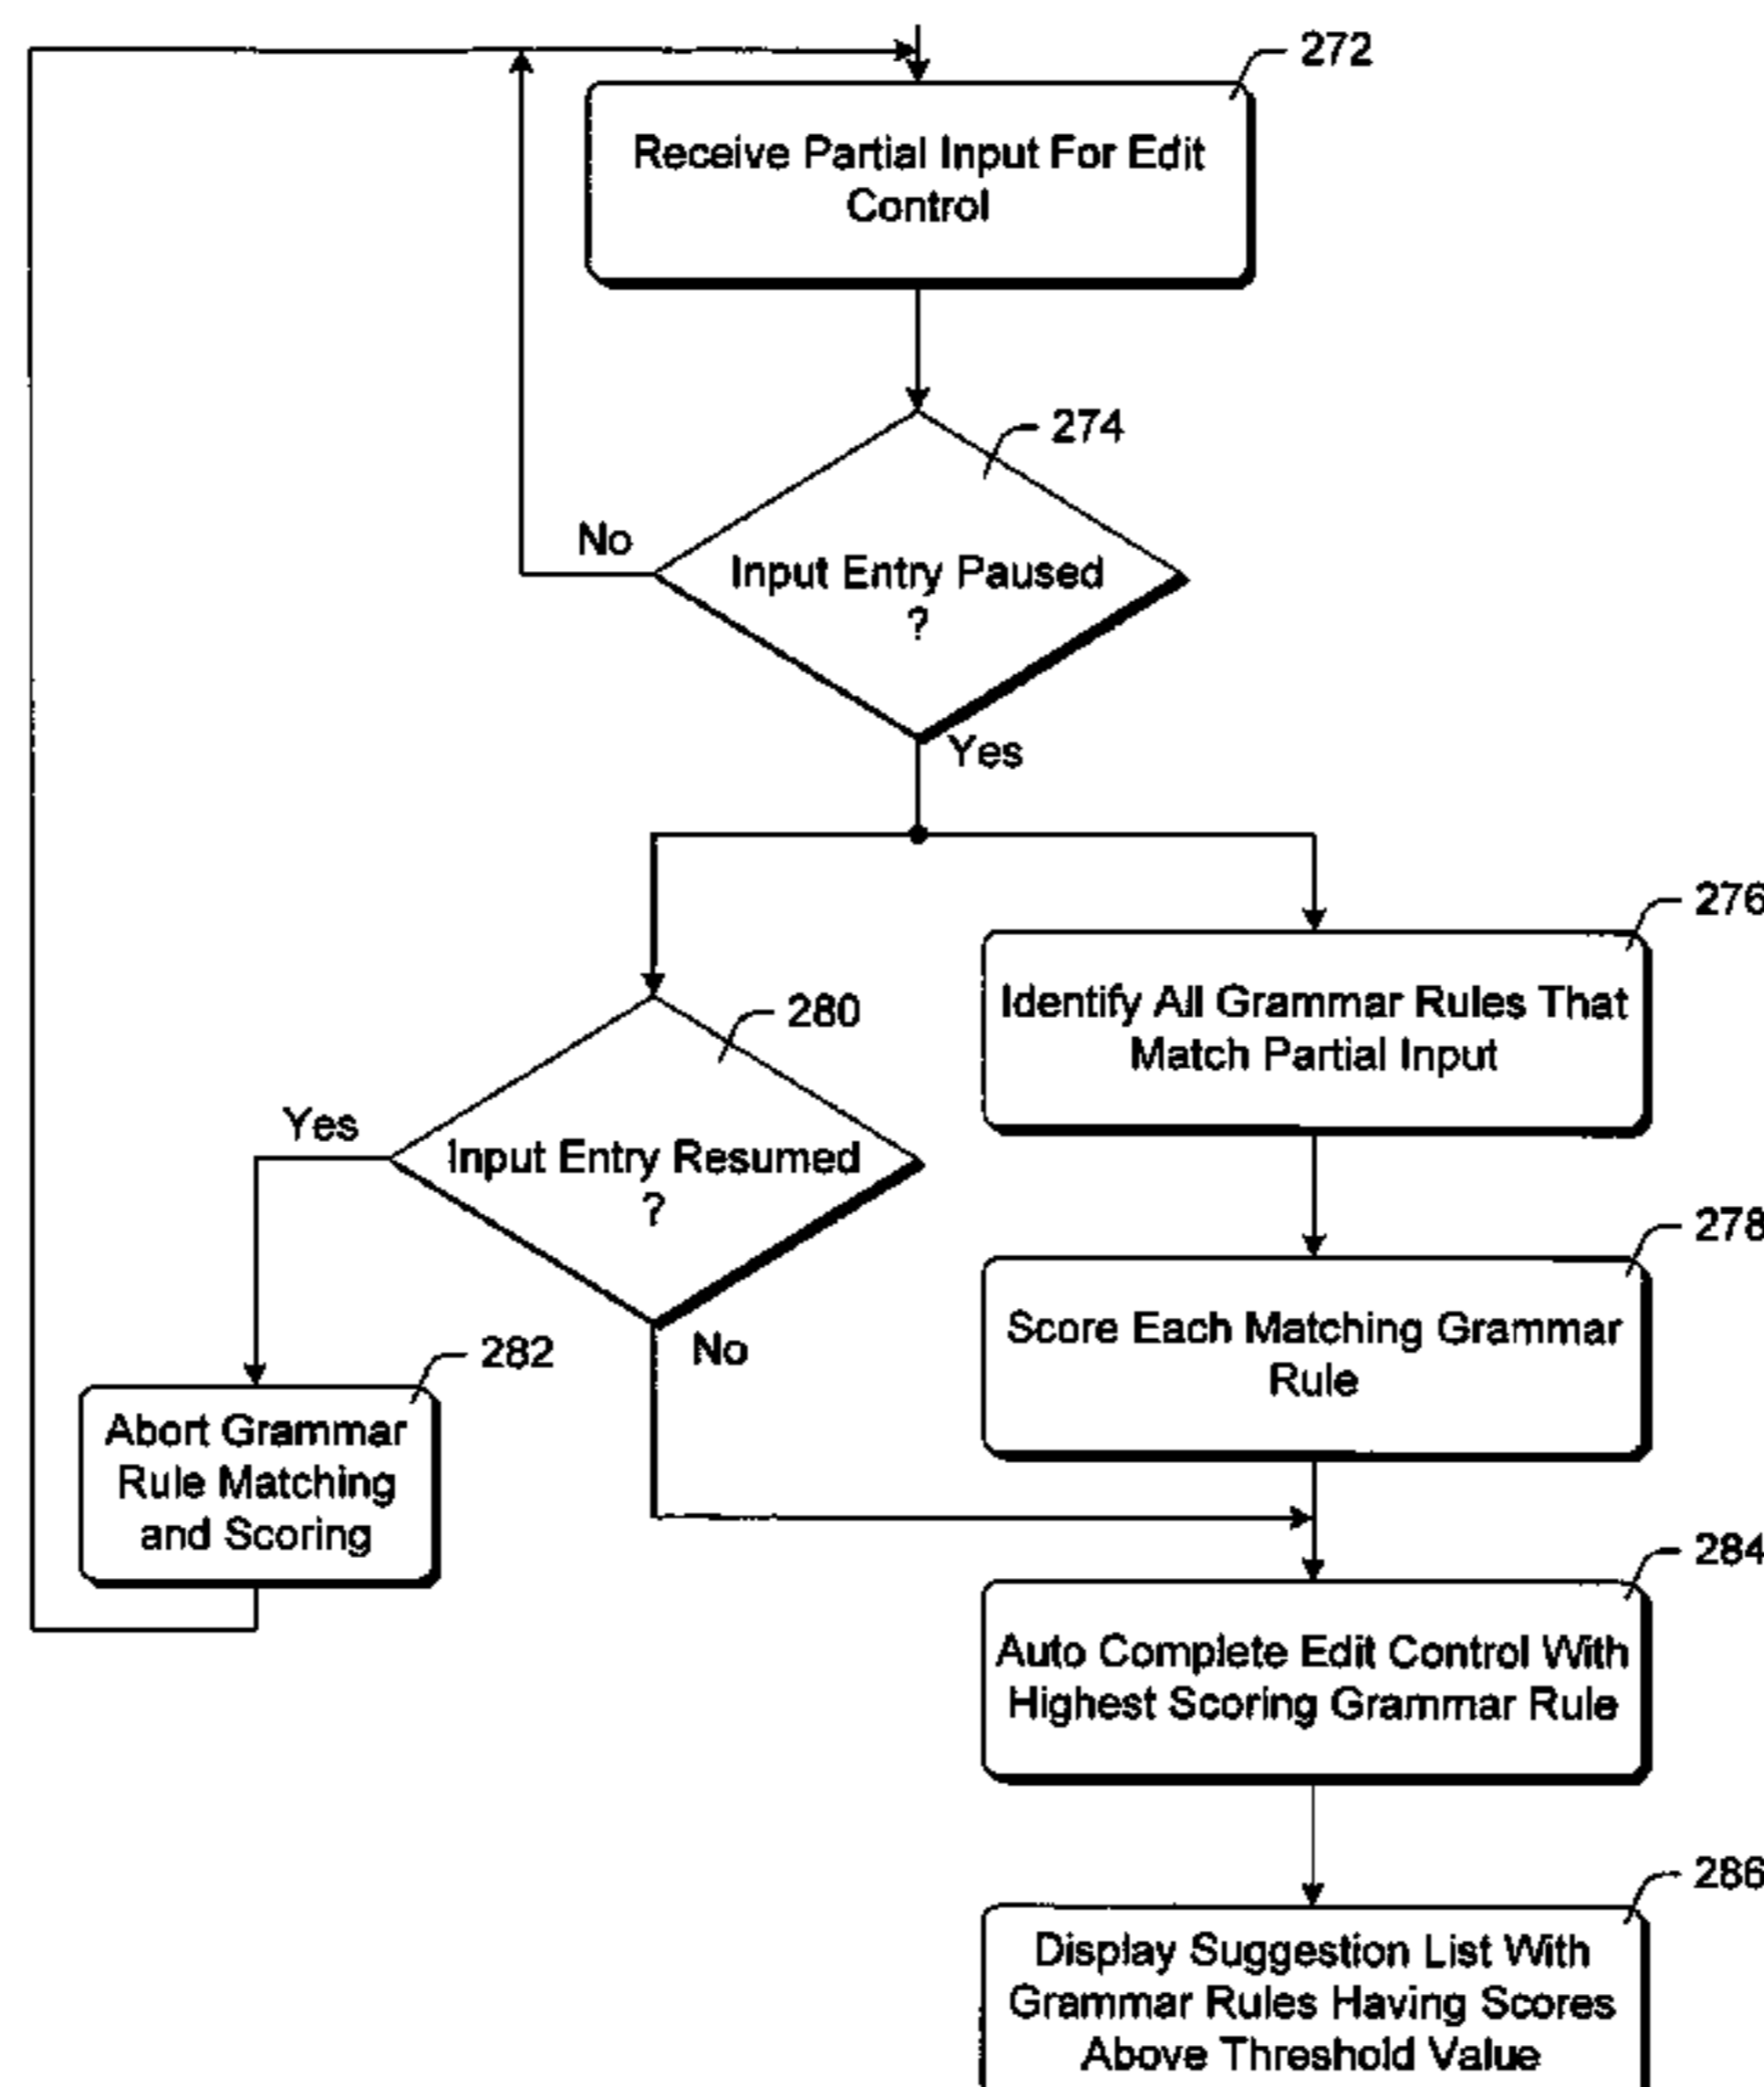 272
Receive Partial Input For Edit
Control
274
No
Input Entry Paused
?
Yes
276
Identify All Grammar Rules That
Match Partial Input
280
Yes
Input Entry Resumed
?
No
278
Score Each Matching Grammar
Rule
282
Abort Grammar
Rule Matching
and Scoring
284
Auto Complete Edit Control With
Highest Scoring Grammar Rule
286
Display Suggestion List With
Grammar Rules Having Scores
Above Threshold Value